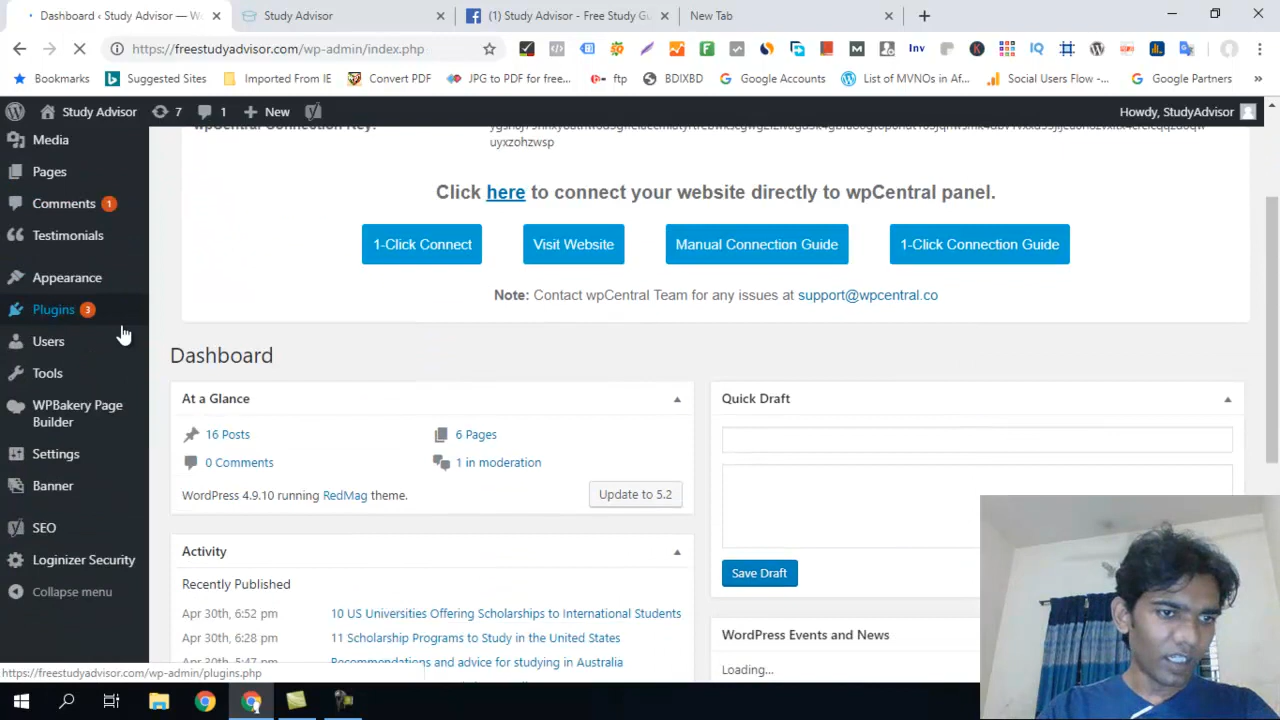 Dashboard ‹ Study Advisor — W
Study Advisor
(1) Study Advisor - Free Study Gu
New Tab
https://freestudyadvisor.com/wp-admin/index.php
Inv
Bookmarks
Suggested Sites
Imported From IE
Convert PDF
JPG to PDF for free...
ftp
BDIXBD
Google Accounts
List of MVNOs in Af...
Social Users Flow -...
Google Partners
Study Advisor
7
1
New
Howdy, StudyAdvisor
Media
Pages
Comments 1
Testimonials
Appearance
Plugins 3
Users
Tools
WPBakery Page
Builder
Settings
Banner
SEO
Loginizer Security
Collapse menu
uyxzohzwsp
Click here to connect your website directly to wpCentral panel.
1-Click Connect
Visit Website
Manual Connection Guide
1-Click Connection Guide
Note: Contact wpCentral Team for any issues at support@wpcentral.co
Dashboard
At a Glance
16 Posts
6 Pages
0 Comments
1 in moderation
WordPress 4.9.10 running RedMag theme.
Update to 5.2
Activity
Recently Published
Apr 30th, 6:52 pm
10 US Universities Offering Scholarships to International Students
Apr 30th, 6:28 pm
11 Scholarship Programs to Study in the United States
Apr 30th, 5:47 pm
Recommendations and advice for studying in Australia
Quick Draft
Save Draft
WordPress Events and News
Loading...
https://freestudyadvisor.com/wp-admin/plugins.php